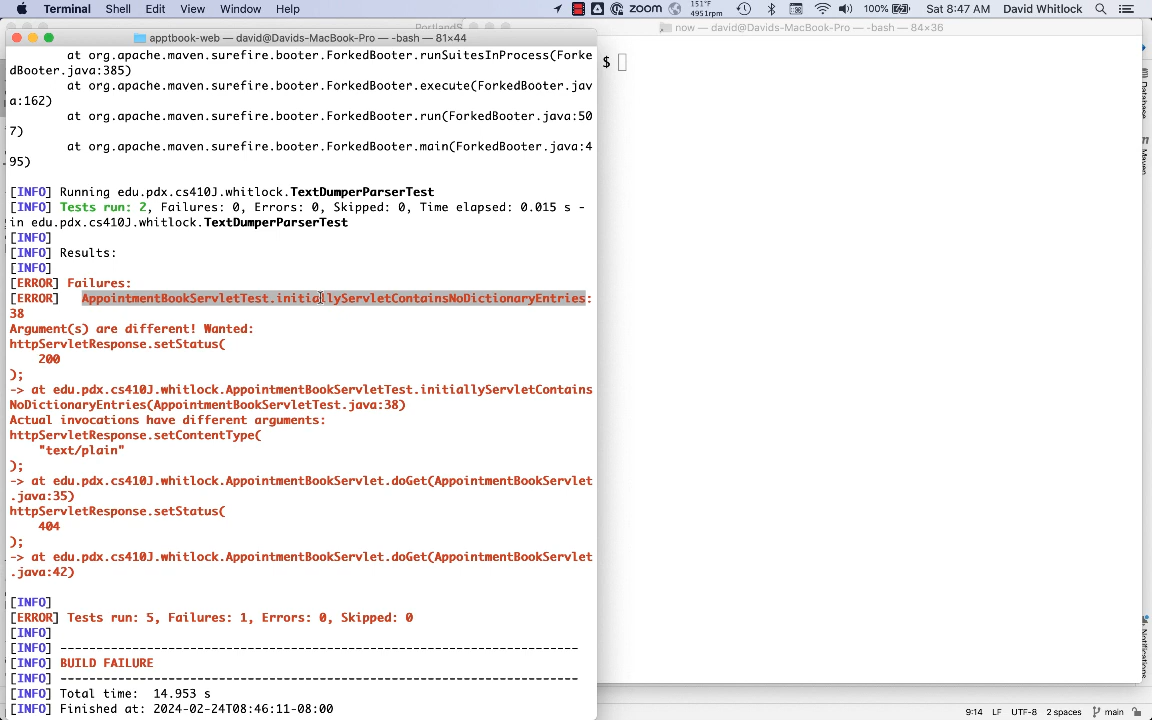 Terminal Shell Edit View Window Help zoom 151°F 4951rpm 100% Sat 8:47 AM David Whitlock
PortlandS
apptbook-web — david@Davids-MacBook-Pro — -bash — 81×44
now — david@Davids-MacBook-Pro — -bash — 84×36
at org.apache.maven.surefire.booter.ForkedBooter.runSuitesInProcess(Forke
dBooter.java:385)
at org.apache.maven.surefire.booter.ForkedBooter.execute(ForkedBooter.jav
a:162)
at org.apache.maven.surefire.booter.ForkedBooter.run(ForkedBooter.java:50
7)
at org.apache.maven.surefire.booter.ForkedBooter.main(ForkedBooter.java:4
95)
[INFO] Running edu.pdx.cs410J.whitlock.TextDumperParserTest
[INFO] Tests run: 2, Failures: 0, Errors: 0, Skipped: 0, Time elapsed: 0.015 s -
in edu.pdx.cs410J.whitlock.TextDumperParserTest
[INFO]
[INFO] Results:
[INFO]
[ERROR] Failures:
[ERROR] AppointmentBookServletTest.initiallyServletContainsNoDictionaryEntries:
38
Argument(s) are different! Wanted:
httpServletResponse.setStatus(
200
);
-> at edu.pdx.cs410J.whitlock.AppointmentBookServletTest.initiallyServletContains
NoDictionaryEntries(AppointmentBookServletTest.java:38)
Actual invocations have different arguments:
httpServletResponse.setContentType(
"text/plain"
);
-> at edu.pdx.cs410J.whitlock.AppointmentBookServlet.doGet(AppointmentBookServlet
.java:35)
httpServletResponse.setStatus(
404
);
-> at edu.pdx.cs410J.whitlock.AppointmentBookServlet.doGet(AppointmentBookServlet
.java:42)
[INFO]
[ERROR] Tests run: 5, Failures: 1, Errors: 0, Skipped: 0
[INFO]
[INFO] ------------------------------------------------------------------------
[INFO] BUILD FAILURE
[INFO] ------------------------------------------------------------------------
[INFO] Total time:  14.953 s
[INFO] Finished at: 2024-02-24T08:46:11-08:00
$
Database
Maven
Notifications
9:14 LF UTF-8 2 spaces main